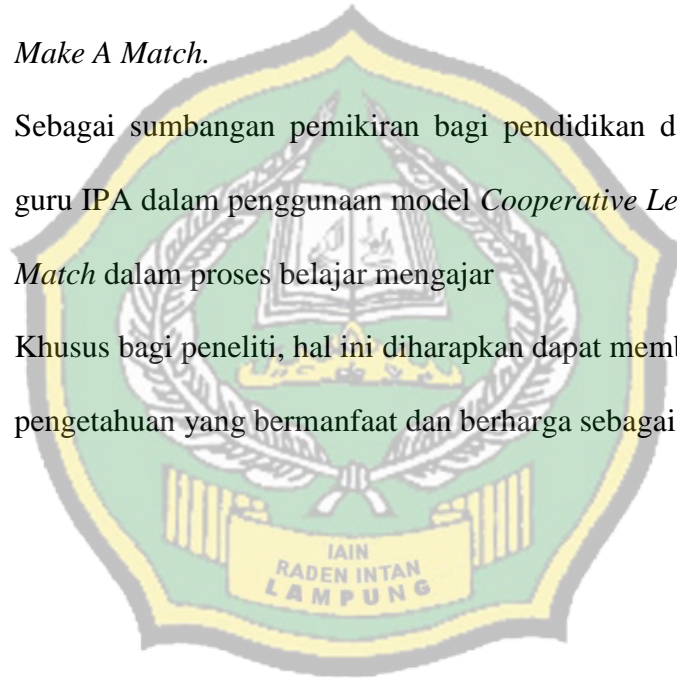 Make A Match.
Sebagai sumbangan pemikiran bagi pendidikan d
guru IPA dalam penggunaan model Cooperative Le
Match dalam proses belajar mengajar
Khusus bagi peneliti, hal ini diharapkan dapat memb
pengetahuan yang bermanfaat dan berharga sebagai
IAIN
RADEN INTAN
LAMPUNG